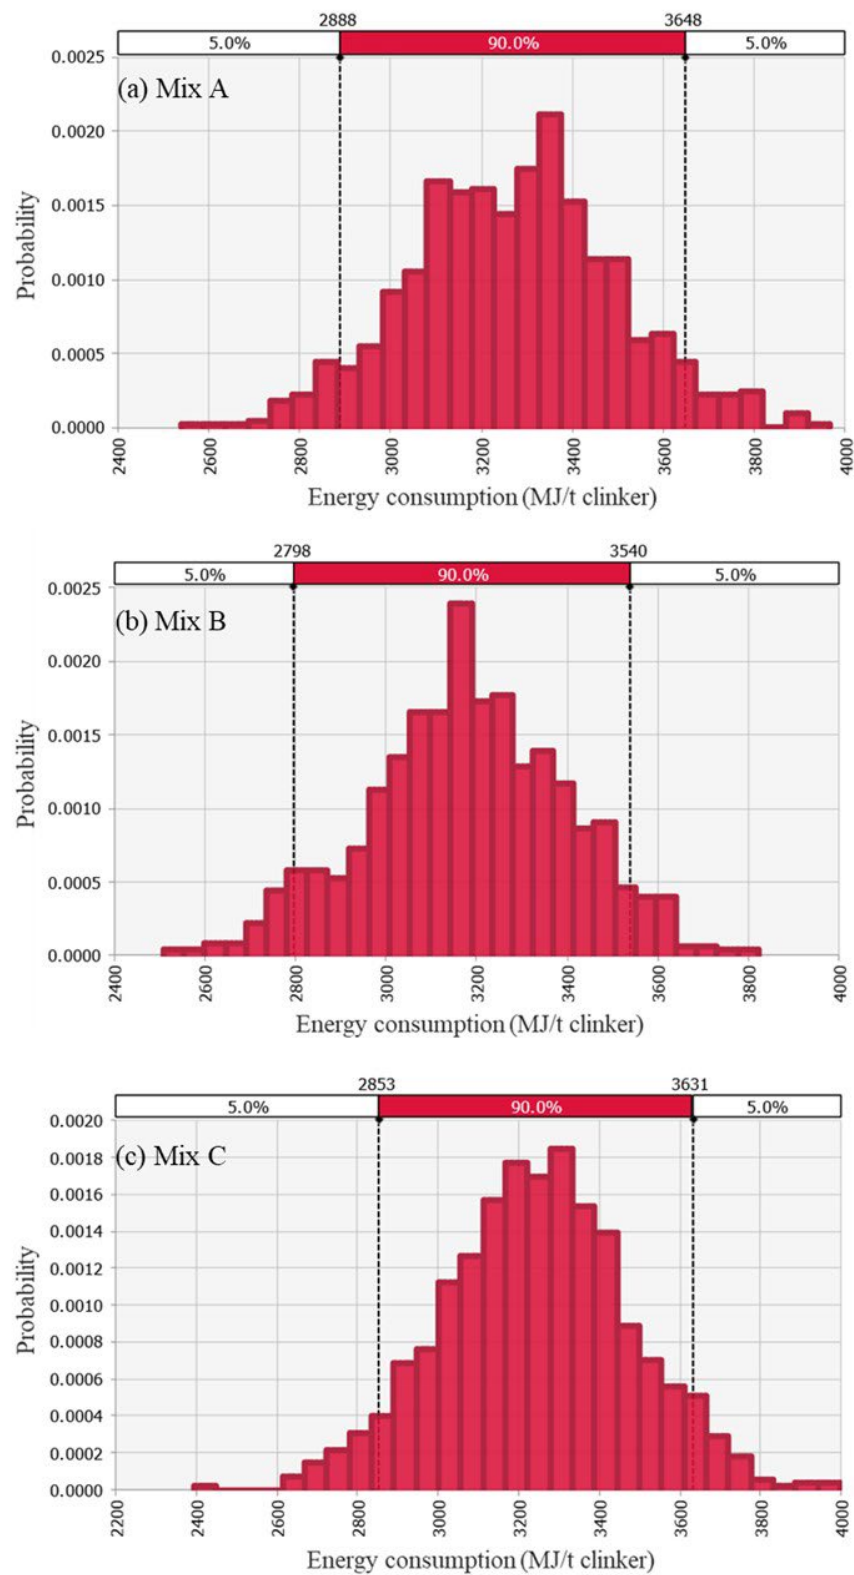 2888 3648
5.0% 90.0% 5.0%
0.0025
(a) Mix A
0.0020
0.0015
0.0010
0.0005
0.0000
Probability
2400 2600 2800 3000 3200 3400 3600 3800 4000
Energy consumption (MJ/t clinker)
2798 3540
5.0% 90.0% 5.0%
0.0025
(b) Mix B
0.0020
0.0015
0.0010
0.0005
0.0000
Probability
2400 2600 2800 3000 3200 3400 3600 3800 4000
Energy consumption (MJ/t clinker)
2853 3631
5.0% 90.0% 5.0%
0.0020
(c) Mix C
0.0018
0.0016
0.0014
0.0012
0.0010
0.0008
0.0006
0.0004
0.0002
0.0000
Probability
2200 2400 2600 2800 3000 3200 3400 3600 3800 4000
Energy consumption (MJ/t clinker)